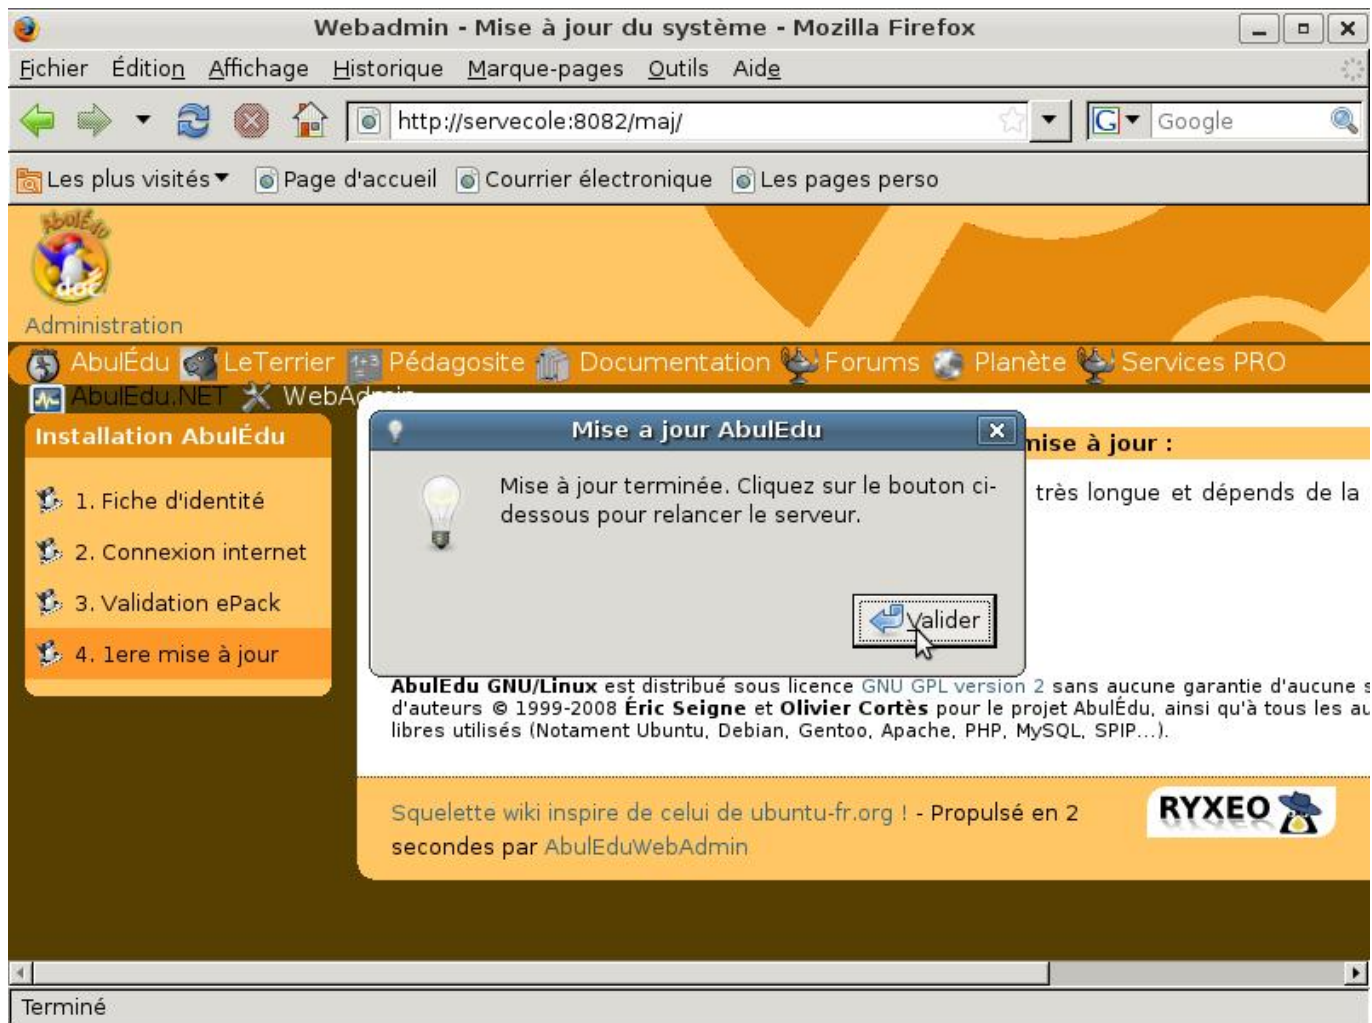 Webadmin - Mise à jour du système - Mozilla Firefox
Fichier Édition Affichage Historique Marque-pages Outils Aide
http://servecole:8082/maj/
G Google
Les plus visités Page d'accueil Courrier électronique Les pages perso
AbulÉdu
doc
Administration
AbulÉdu LeTerrier 1+3 Pédagosite Documentation Forums Planète Services PRO
AbulEdu.NET WebAdmin
Installation AbulÉdu
1. Fiche d'identité
2. Connexion internet
3. Validation ePack
4. 1ere mise à jour
Mise a jour AbulEdu
Mise à jour terminée. Cliquez sur le bouton ci-
dessous pour relancer le serveur.
Valider
mise à jour :
très longue et dépends de la
AbulEdu GNU/Linux est distribué sous licence GNU GPL version 2 sans aucune garantie d'aucune s
d'auteurs © 1999-2008 Éric Seigne et Olivier Cortès pour le projet AbulÉdu, ainsi qu'à tous les au
libres utilisés (Notament Ubuntu, Debian, Gentoo, Apache, PHP, MySQL, SPIP...).
Squelette wiki inspire de celui de ubuntu-fr.org ! - Propulsé en 2
secondes par AbulEduWebAdmin
RYXEO
Terminé